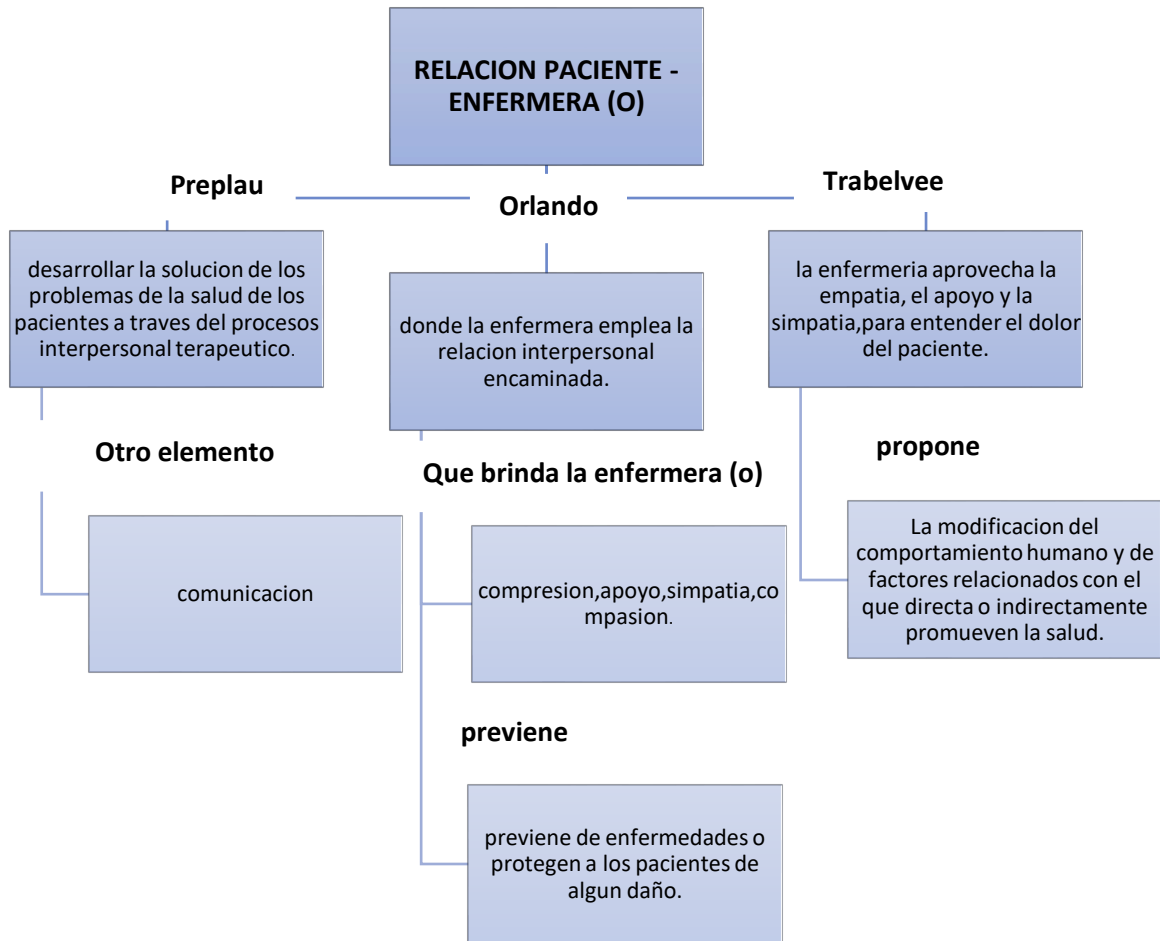 RELACION PACIENTE -
ENFERMERA (O)
Preplau
Orlando
Trabelvee
desarrollar la solucion de los
problemas de la salud de los
pacientes a traves del procesos
interpersonal terapeutico.
donde la enfermera emplea la
relacion interpersonal
encaminada.
la enfermeria aprovecha la
empatia, el apoyo y la
simpatia,para entender el dolor
del paciente.
Otro elemento
Que brinda la enfermera (o)
propone
comunicacion
compresion,apoyo,simpatia,co
mpasion.
La modificacion del
comportamiento humano y de
factores relacionados con el
que directa o indirectamente
promueven la salud.
previene
previene de enfermedades o
protegen a los pacientes de
algun daño.